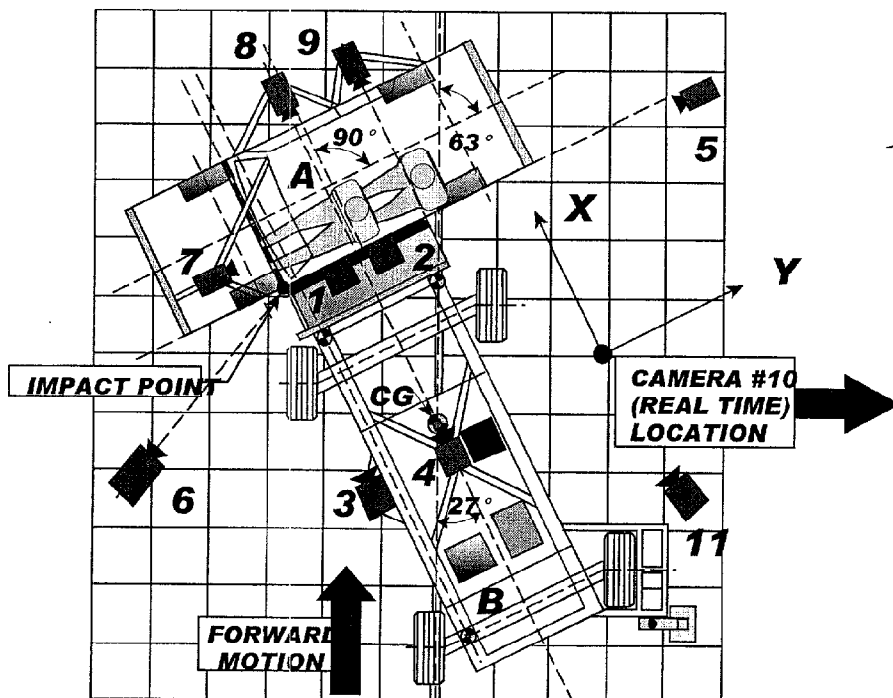 8
9
90°
63°
5
A
X
7
2
Y
1
IMPACT POINT
CG
CAMERA #10
(REAL TIME)
LOCATION
4
6
3
27°
11
B
FORWARD
MOTION